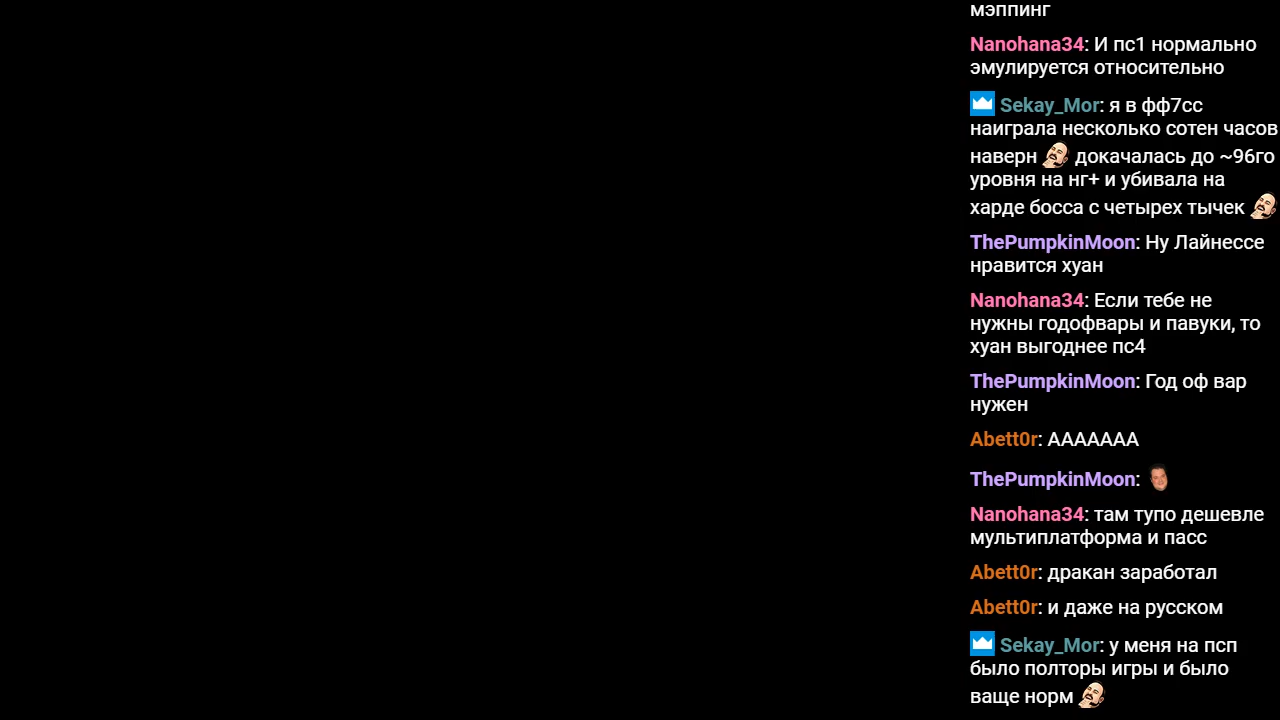 мэппинг
Nanohana34: И пс1 нормально
эмулируется относительно
Sekay_Mor: я в фф7сс
наиграла несколько сотен часов
наверн докачалась до ~96го
уровня на нг+ и убивала на
харде босса с четырех тычек
ThePumpkinMoon: Ну Лайнессе
нравится хуан
Nanohana34: Если тебе не
нужны годофвары и павуки, то
хуан выгоднее пс4
ThePumpkinMoon: Год оф вар
нужен
Abett0r: ААААААА
ThePumpkinMoon:
Nanohana34: там тупо дешевле
мультиплатформа и пасс
Abett0r: дракан заработал
Abett0r: и даже на русском
Sekay_Mor: у меня на псп
было полторы игры и было
ваще норм